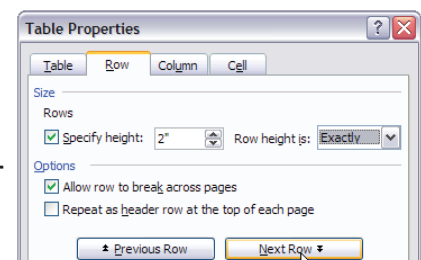 Table Properties
Table Row Column Cell
Size
Rows
Specify height: 2" Row height is: Exactly
Options
Allow row to break across pages
Repeat as header row at the top of each page
Previous Row Next Row